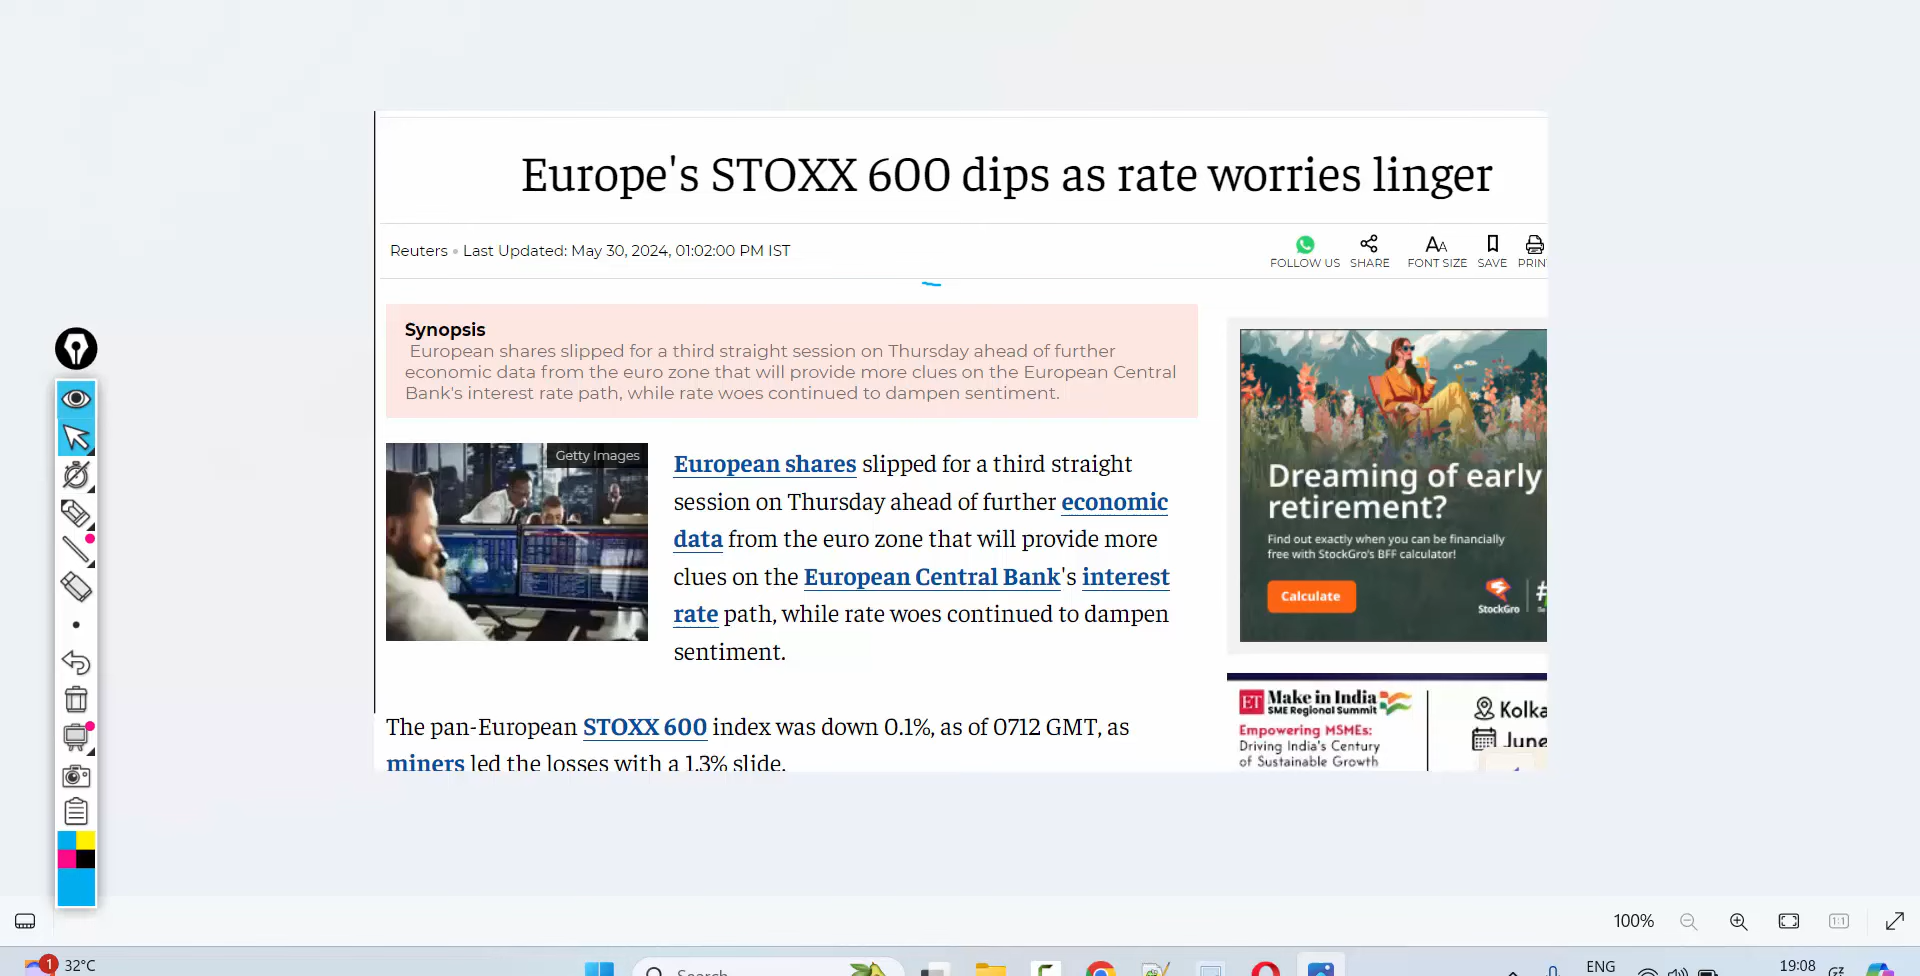 Europe's STOXX 600 dips as rate worries linger
Reuters • Last Updated: May 30, 2024, 01:02:00 PM IST
FOLLOW US SHARE FONT SIZE SAVE PRIN
Synopsis
European shares slipped for a third straight session on Thursday ahead of further
economic data from the euro zone that will provide more clues on the European Central
Bank's interest rate path, while rate woes continued to dampen sentiment.
Getty Images
European shares slipped for a third straight
session on Thursday ahead of further economic
data from the euro zone that will provide more
clues on the European Central Bank's interest
rate path, while rate woes continued to dampen
sentiment.
The pan-European STOXX 600 index was down 0.1%, as of 0712 GMT, as
miners led the losses with a 1.3% slide.
Dreaming of early
retirement?
Find out exactly when you can be financially
free with StockGro's BFF calculator!
Calculate
StockGro
#
ET Make in India
SME Regional Summit
Empowering MSMEs:
Driving India's Century
of Sustainable Growth
Kolka
June
1:1
100%
1
32°C
Search
ENG
19:08